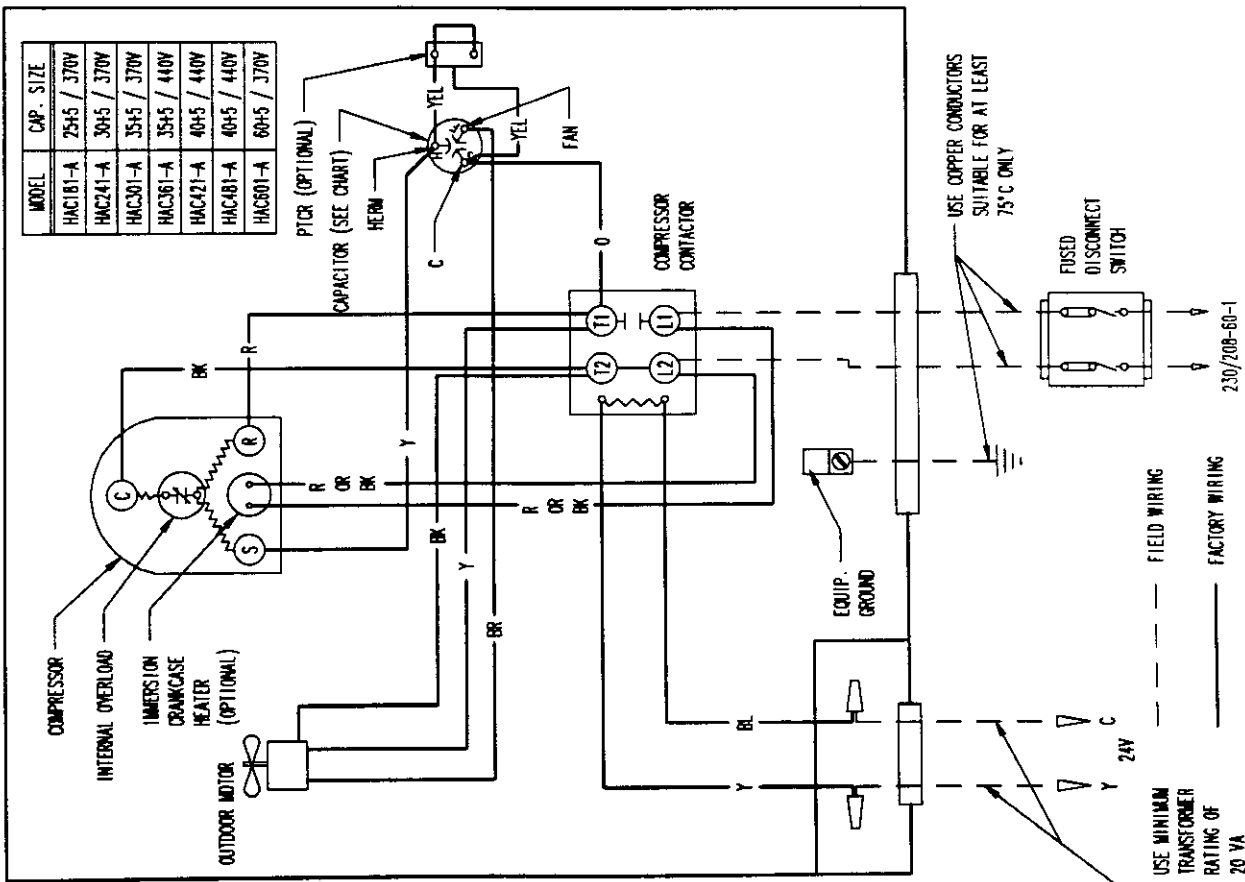 MODEL CAP. SIZE
HAC181-A 25+5 / 370V
HAC241-A 30+5 / 370V
HAC301-A 35+5 / 370V
HAC361-A 35+5 / 440V
HAC421-A 40+5 / 440V
HAC481-A 40+5 / 440V
HAC601-A 60+5 / 370V
PTCR (OPTIONAL)
CAPACITOR (SEE CHART)
HERM
H
C
F
C
FAN
YEL
YEL
COMPRESSOR
INTERNAL OVERLOAD
IMMERSION
CRANKCASE
HEATER
(OPTIONAL)
OUTDOOR MOTOR
C
S
R
BK
R
Y
R OR BK
R OR BK
BK
Y
BR
O
T2
T1
L2
L1
COMPRESSOR
CONTACTOR
EQUIP.
GROUND
USE COPPER CONDUCTORS
SUITABLE FOR AT LEAST
75°C ONLY
FUSED
DISCONNECT
SWITCH
230/208-60-1
Y
BL
Y
C
24V
USE MINIMUM
TRANSFORMER
RATING OF
20 VA
FIELD WIRING
FACTORY WIRING